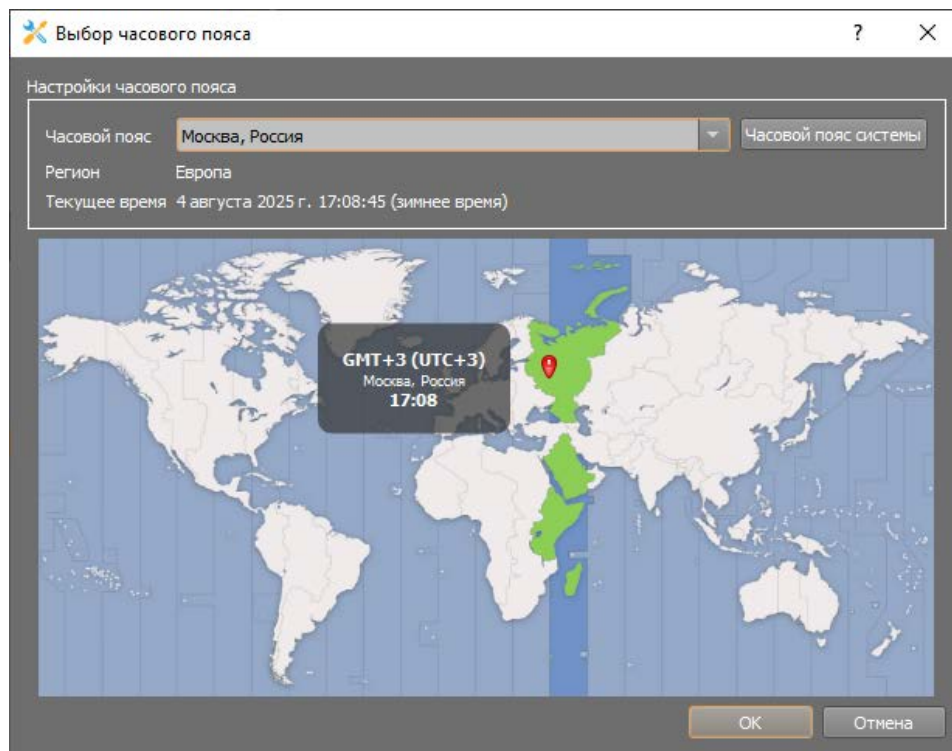 Выбор часового пояса
?
Настройки часового пояса
Часовой пояс Москва, Россия Часовой пояс системы
Регион Европа
Текущее время 4 августа 2025 г. 17:08:45 (зимнее время)
GMT+3 (UTC+3)
Москва, Россия
17:08
OK Отмена